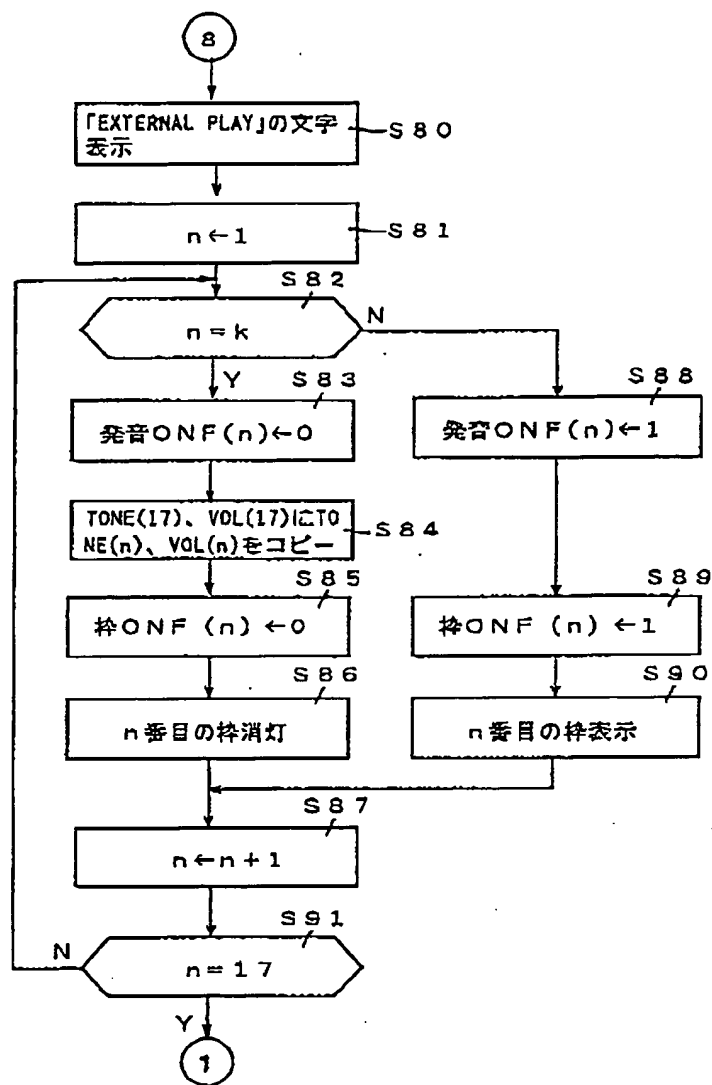 8
「EXTERNAL PLAY」の文字
表示
S80
n←1
S81
S82
n=k
N
Y
S83
発音ONF(n)←0
S88
発音ONF(n)←1
TONE(17)、VOL(17)にTO
NE(n)、VOL(n)をコピー
S84
S85
枠ONF (n) ←0
S89
枠ONF (n) ←1
S86
n番目の枠消灯
S90
n番目の枠表示
S87
n←n+1
S91
N
n=17
Y
1